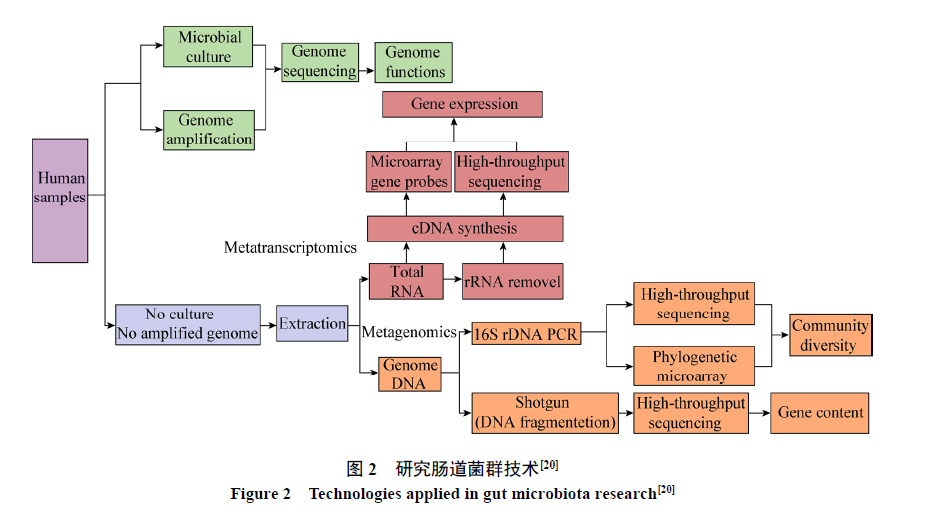 Microbial
culture
Genome
sequencing
Genome
functions
Genome
amplification
Gene expression
Human
samples
Microarray
gene probes
High-throughput
sequencing
cDNA synthesis
Metatranscriptomics
Total
RNA
rRNA removel
No culture
No amplified genome
Extraction
Metagenomics
Genome
DNA
16S rDNA PCR
High-throughput
sequencing
Phylogenetic
microarray
Community
diversity
Shotgun
(DNA fragmentetion)
High-throughput
sequencing
Gene content
图 2 研究肠道菌群技术[20]
Figure 2 Technologies applied in gut microbiota research[20]